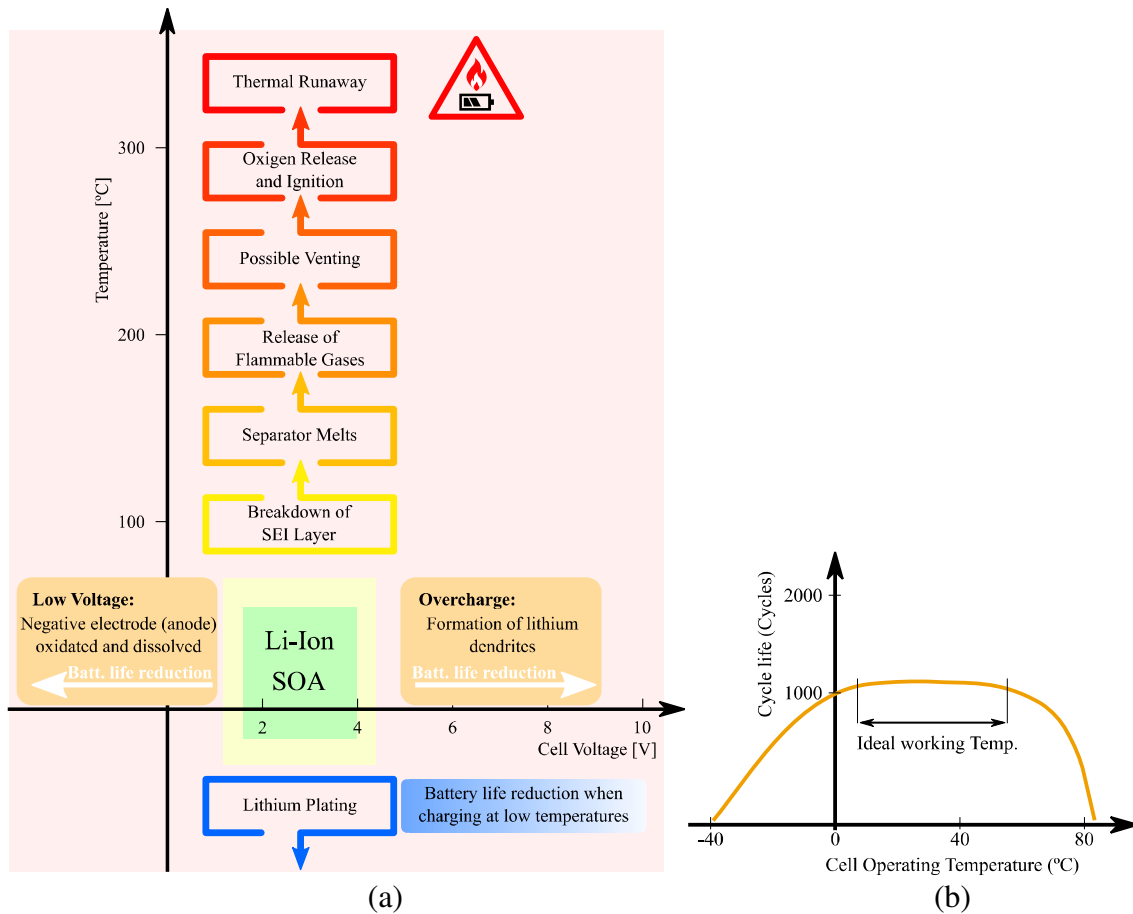 Thermal Runaway
Temperature [ºC]
300
Oxigen Release
and Ignition
Possible Venting
200
Release of
Flammable Gases
Separator Melts
100
Breakdown of
SEI Layer
Low Voltage:
Negative electrode (anode)
oxidated and dissolved
Batt. life reduction
Li-Ion
SOA
Overcharge:
Formation of lithium
dendrites
Batt. life reduction
2
4
6
8
10
Cell Voltage [V]
Lithium Plating
Battery life reduction when
charging at low temperatures
(a)
Cycle life (Cycles)
2000
1000
Ideal working Temp.
-40
0
40
80
Cell Operating Temperature (ºC)
(b)